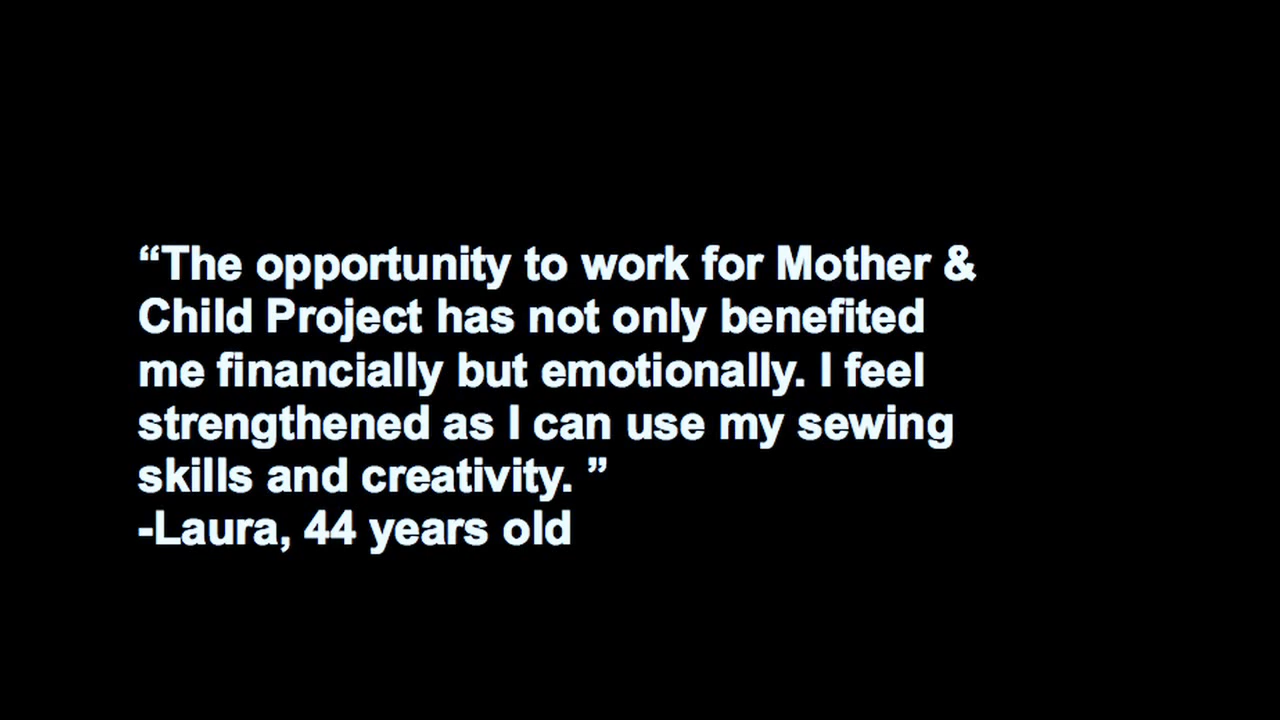 “The opportunity to work for Mother &
Child Project has not only benefited
me financially but emotionally. I feel
strengthened as I can use my sewing
skills and creativity. ”
-Laura, 44 years old